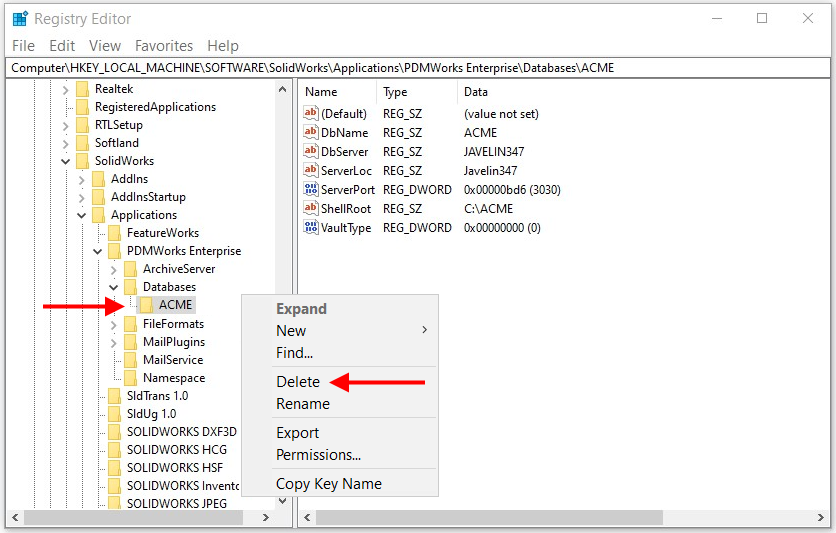 Registry Editor
File Edit View Favorites Help
Computer\HKEY_LOCAL_MACHINE\SOFTWARE\SolidWorks\Applications\PDMWorks Enterprise\Databases\ACME
Realtek
RegisteredApplications
RTLSetup
Softland
SolidWorks
AddIns
AddInsStartup
Applications
FeatureWorks
PDMWorks Enterprise
ArchiveServer
Databases
ACME
FileFormats
MailPlugins
MailService
Namespace
SldTrans 1.0
SldUg 1.0
SOLIDWORKS DXF3D
SOLIDWORKS HCG
SOLIDWORKS HSF
SOLIDWORKS Invento
SOLIDWORKS JPEG
Name Type Data
(Default) REG_SZ (value not set)
DbName REG_SZ ACME
DbServer REG_SZ JAVELIN347
ServerLoc REG_SZ Javelin347
ServerPort REG_DWORD 0x00000bd6 (3030)
ShellRoot REG_SZ C:\ACME
VaultType REG_DWORD 0x00000000 (0)
Expand
New
Find...
Delete
Rename
Export
Permissions...
Copy Key Name